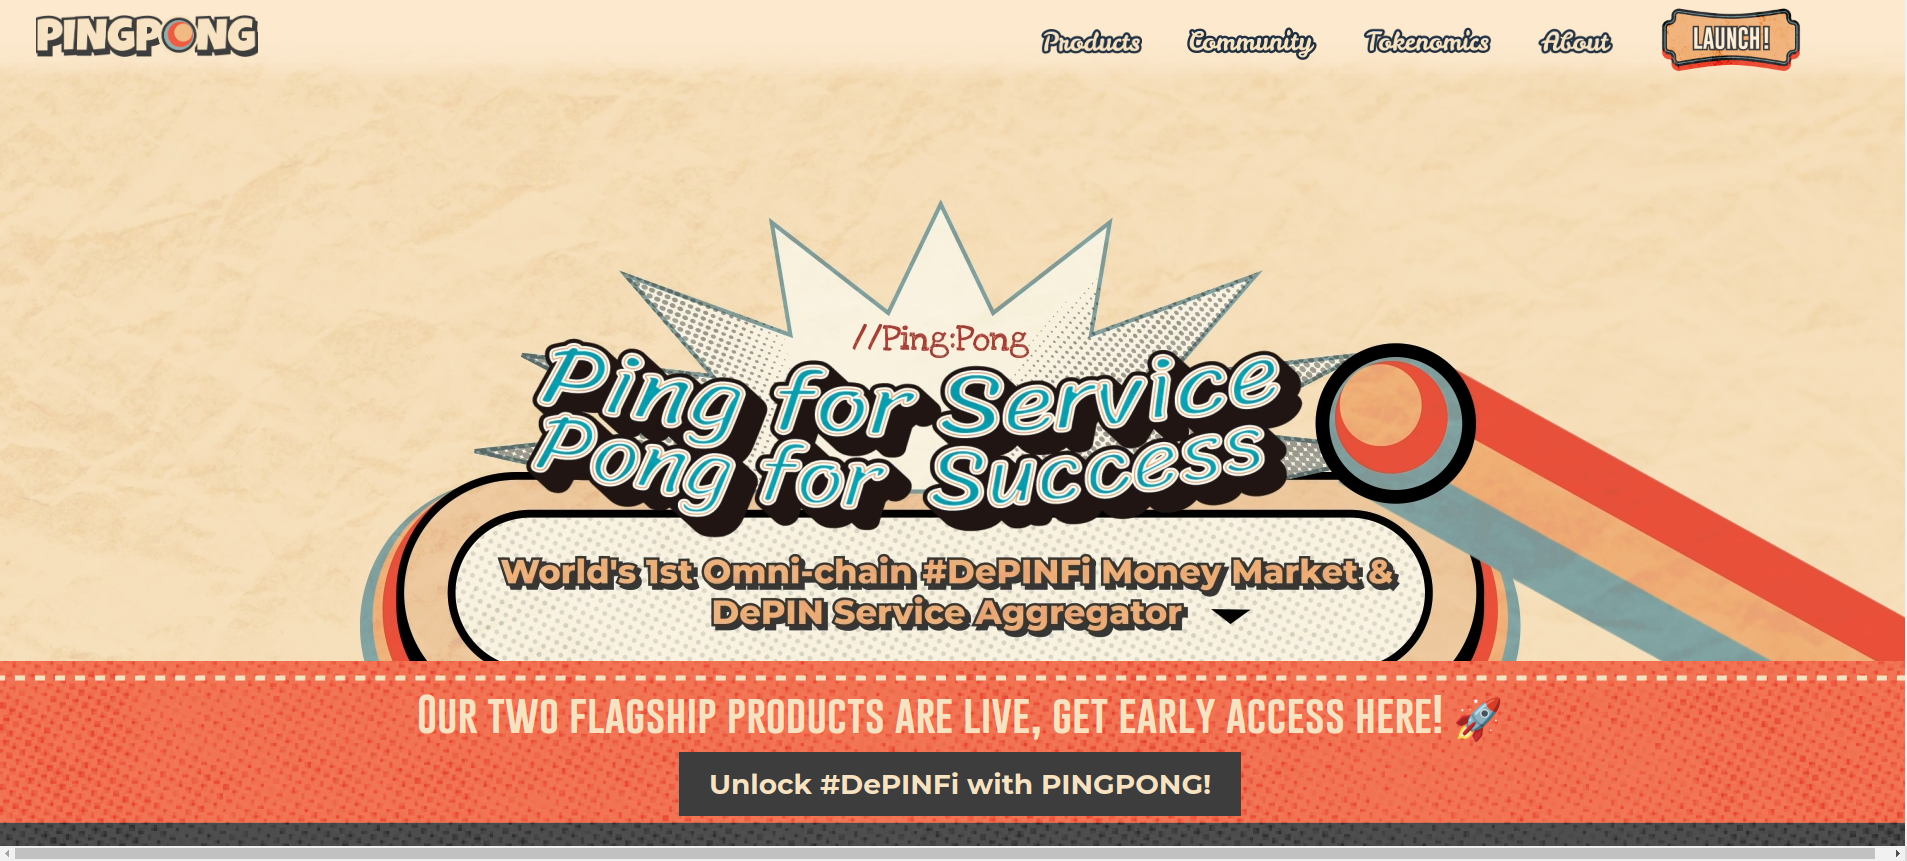 PINGPONG
Products
Community
Tokenomics
About
LAUNCH!
//Ping:Pong
Ping for Service
Pong for Success
World's 1st Omni-chain #DePINFi Money Market &
DePIN Service Aggregator
Our two flagship products are live, get early access here! 🚀
Unlock #DePINFi with PINGPONG!